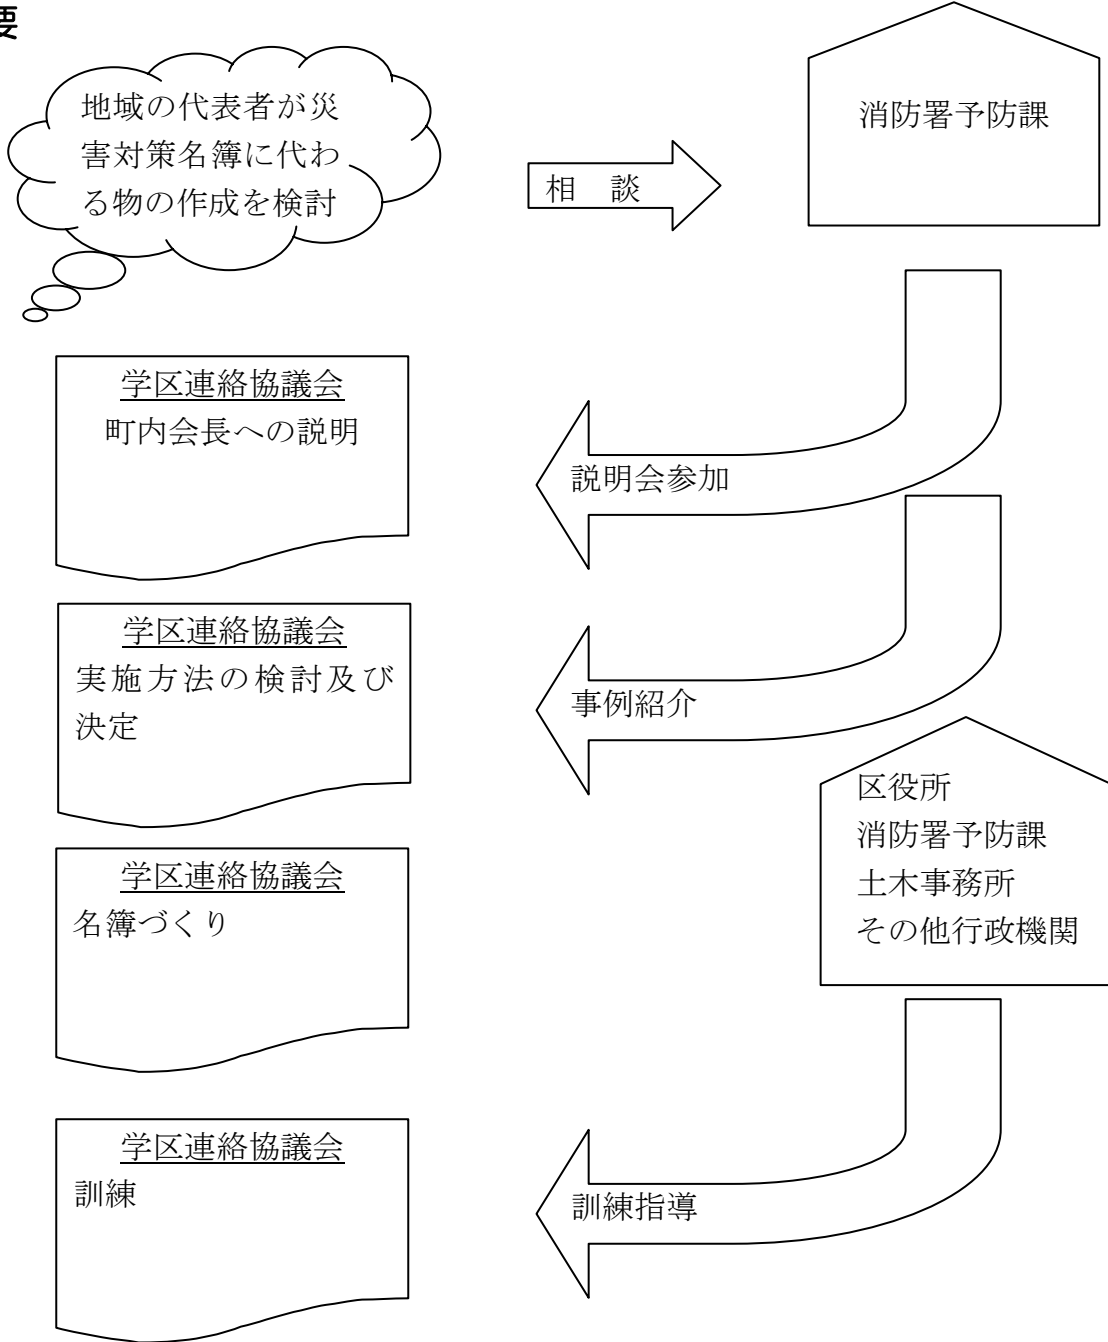 要
地域の代表者が災
害対策名簿に代わ
る物の作成を検討
相　談
消防署予防課
学区連絡協議会
町内会長への説明
説明会参加
学区連絡協議会
実施方法の検討及び
決定
事例紹介
区役所
消防署予防課
土木事務所
その他行政機関
学区連絡協議会
名簿づくり
学区連絡協議会
訓練
訓練指導